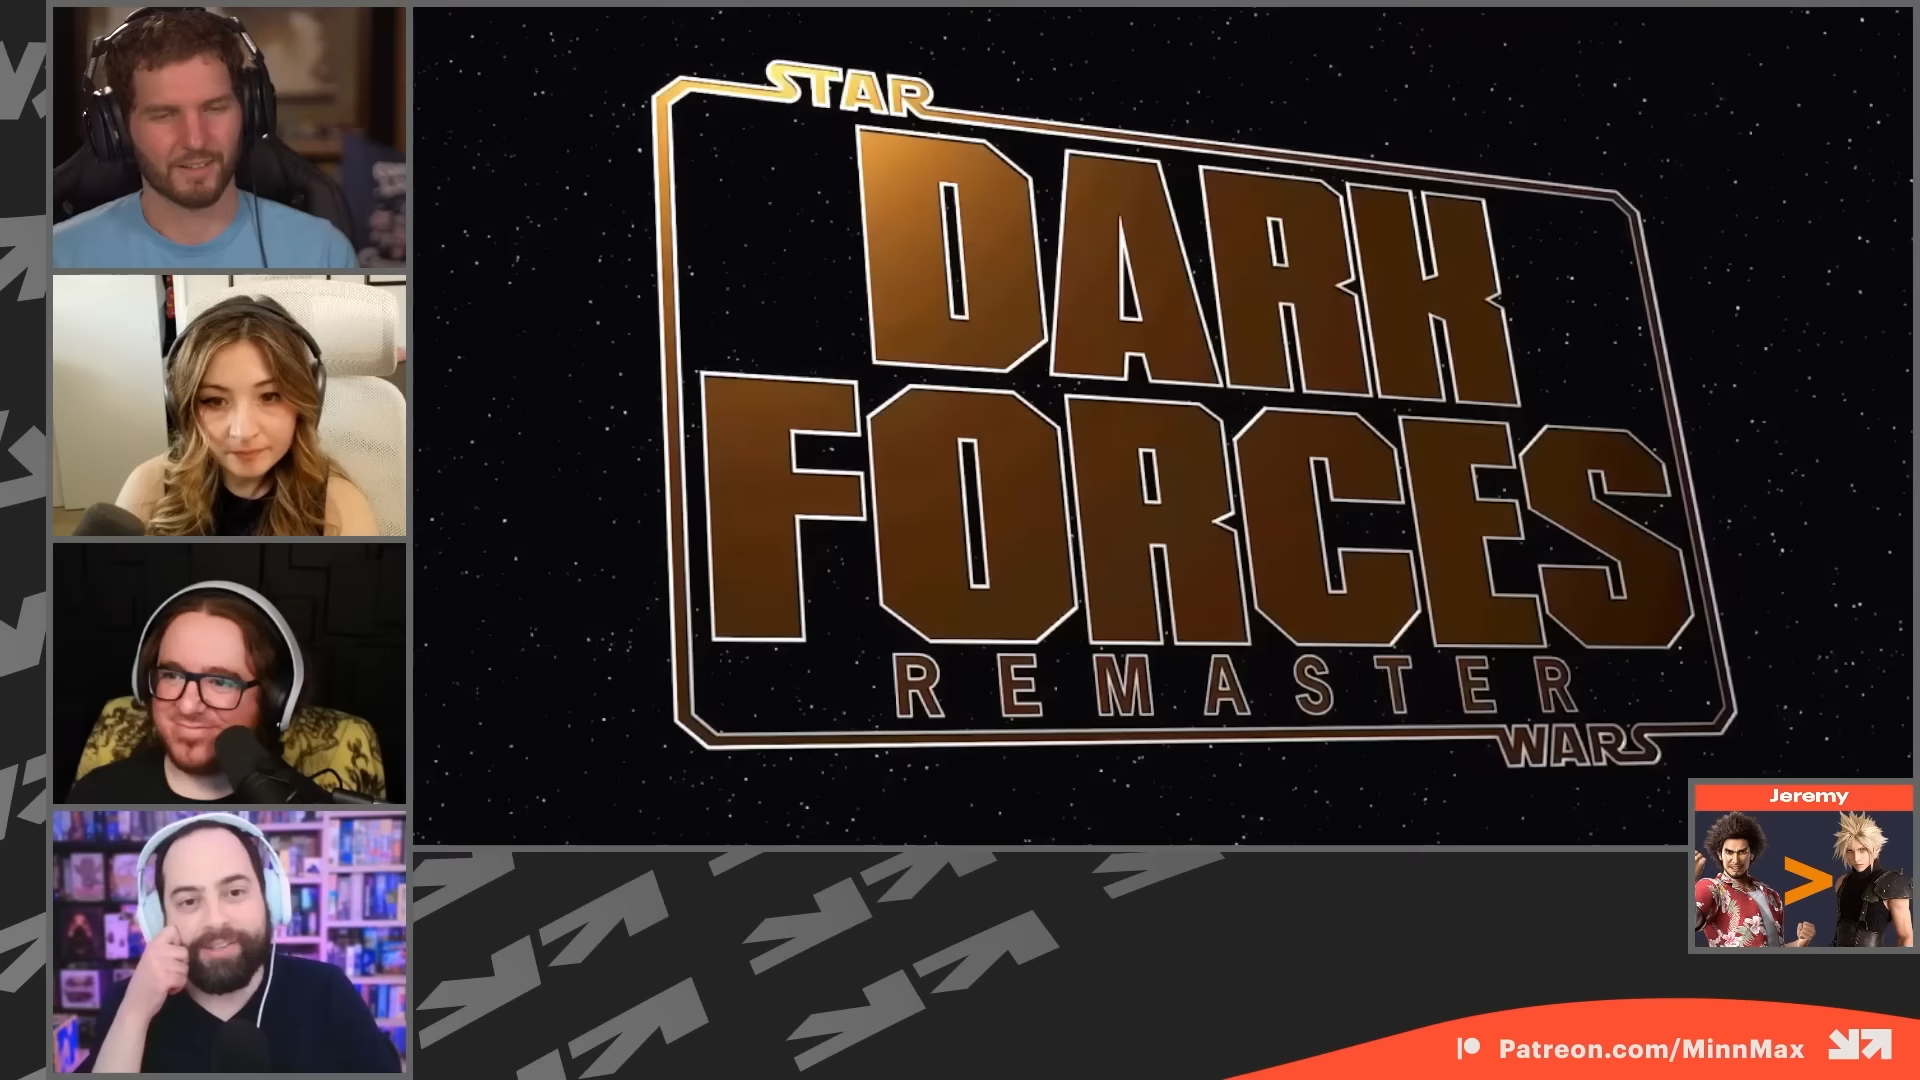 STAR
DARK
FORCES
REMASTER
WARS
Jeremy
>
Patreon.com/MinnMax